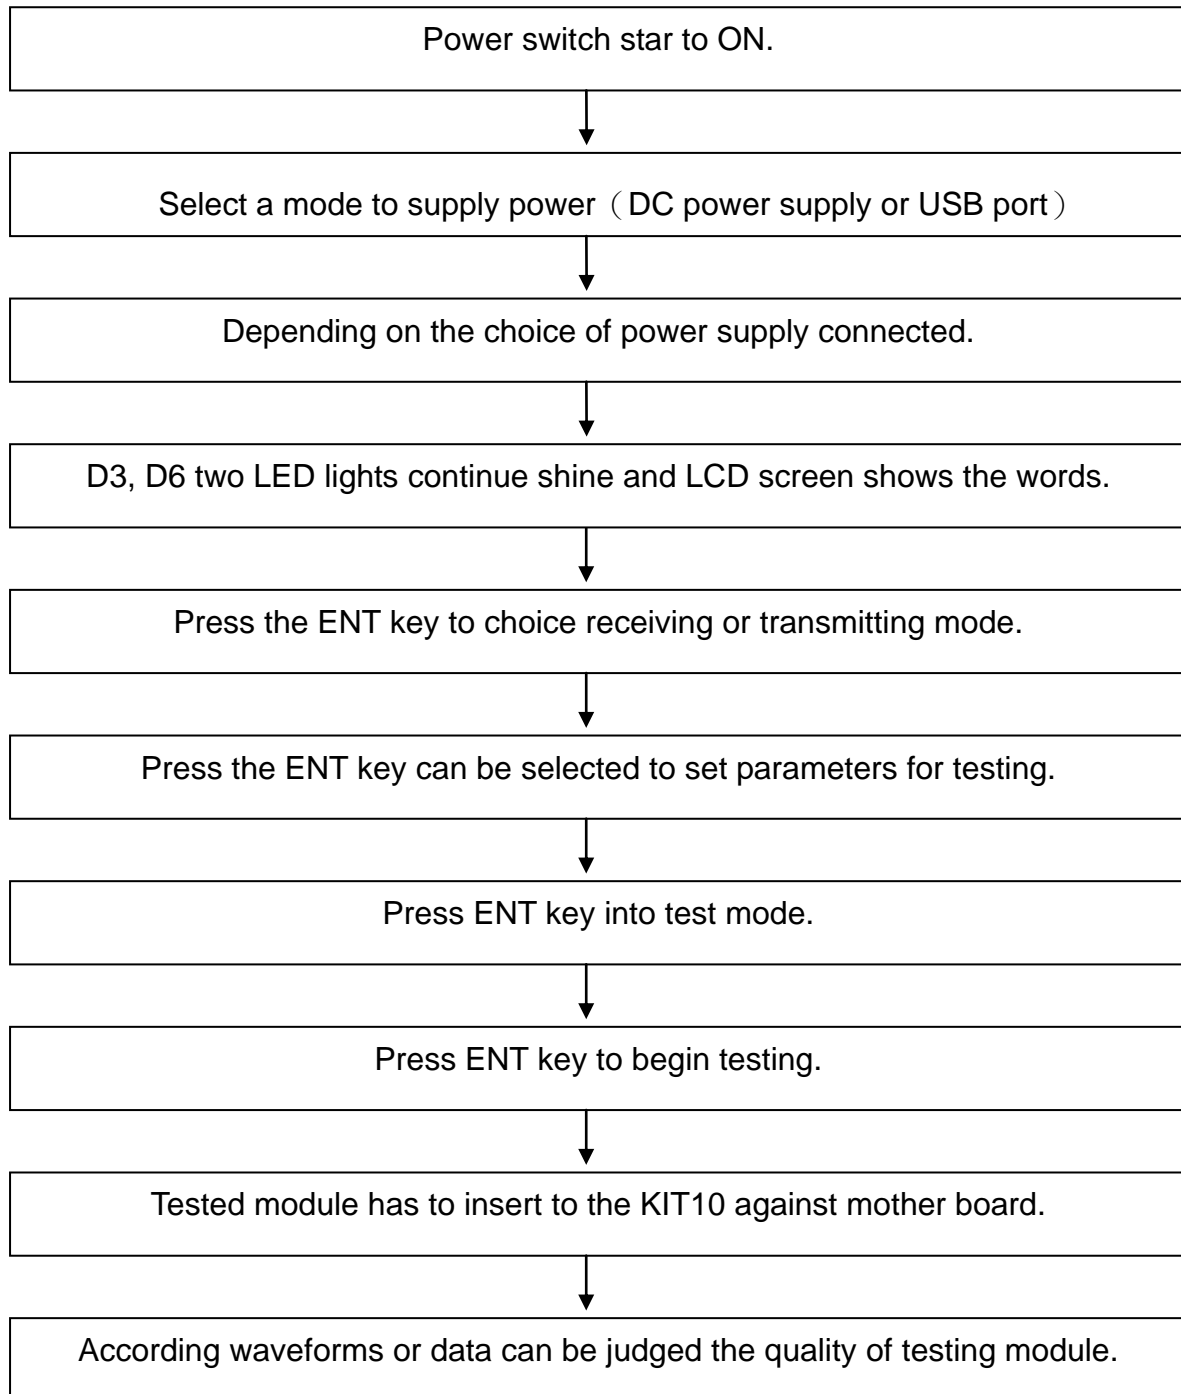 Power switch star to ON.
Select a mode to supply power（DC power supply or USB port）
Depending on the choice of power supply connected.
D3, D6 two LED lights continue shine and LCD screen shows the words.
Press the ENT key to choice receiving or transmitting mode.
Press the ENT key can be selected to set parameters for testing.
Press ENT key into test mode.
Press ENT key to begin testing.
Tested module has to insert to the KIT10 against mother board.
According waveforms or data can be judged the quality of testing module.